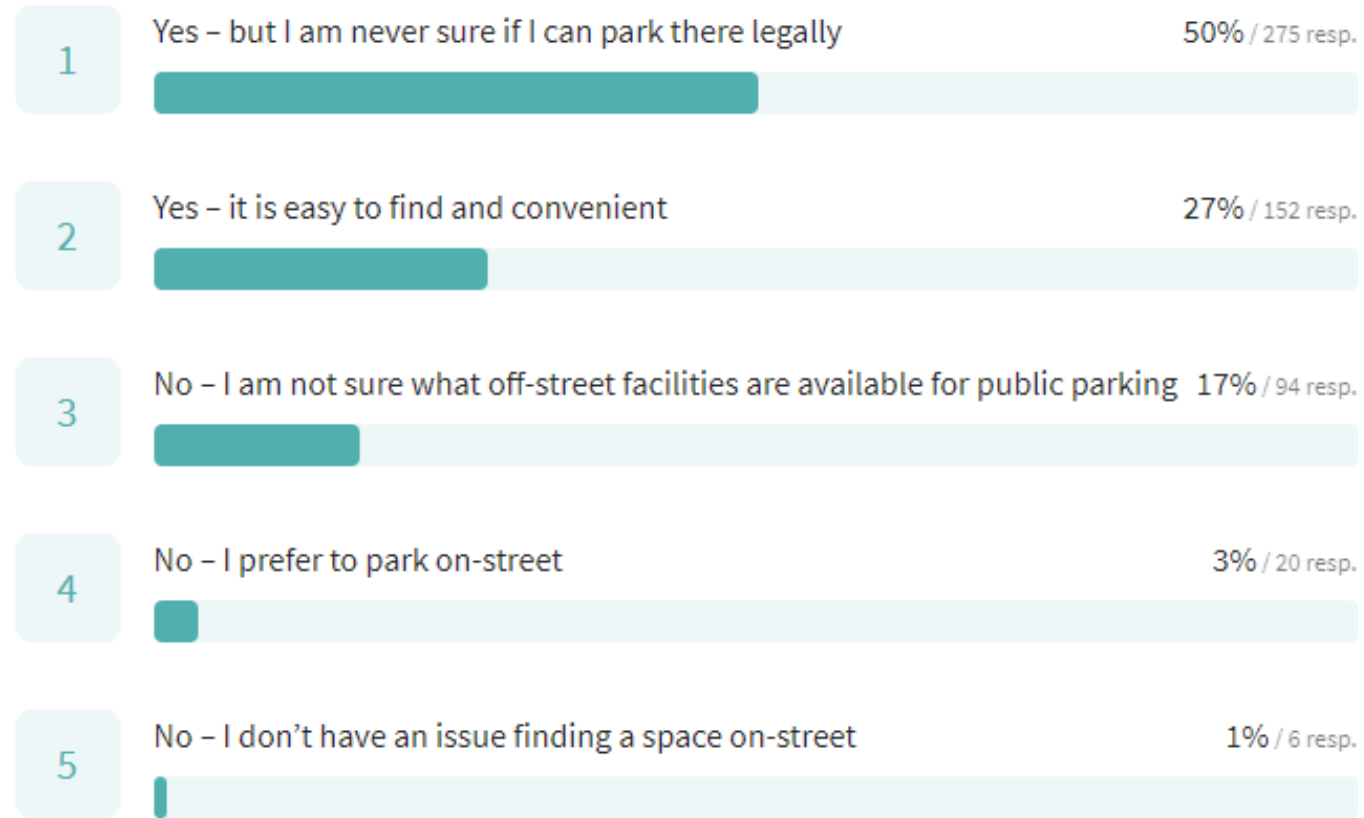 1
Yes – but I am never sure if I can park there legally 50% / 275 resp.
2
Yes – it is easy to find and convenient 27% / 152 resp.
3
No – I am not sure what off-street facilities are available for public parking 17% / 94 resp.
4
No – I prefer to park on-street 3% / 20 resp.
5
No – I don’t have an issue finding a space on-street 1% / 6 resp.